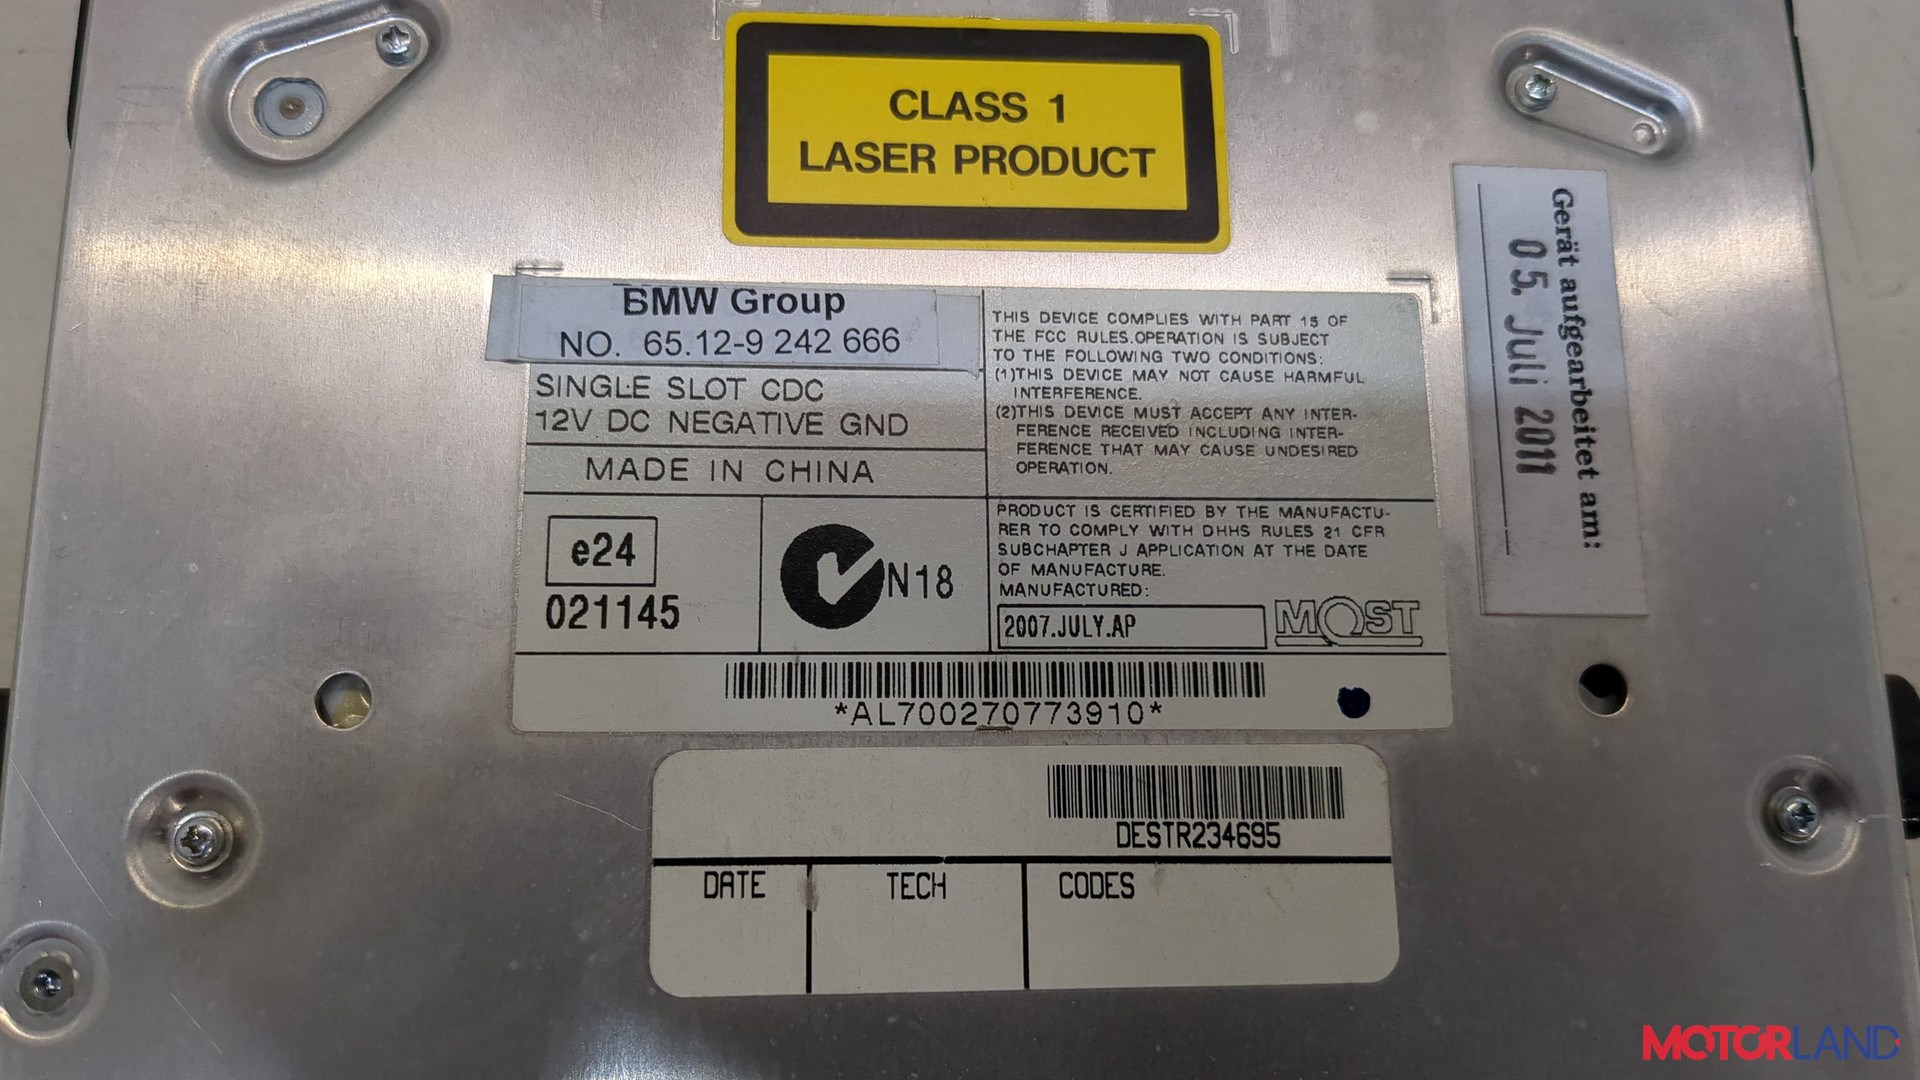 CLASS 1
LASER PRODUCT
BMW Group
NO. 65.12-9 242 666
SINGLE SLOT CDC
12V DC NEGATIVE GND
MADE IN CHINA
e24
021145
N18
THIS DEVICE COMPLIES WITH PART 15 OF
THE FCC RULES.OPERATION IS SUBJECT
TO THE FOLLOWING TWO CONDITIONS:
(1)THIS DEVICE MAY NOT CAUSE HARMFUL
INTERFERENCE.
(2)THIS DEVICE MUST ACCEPT ANY INTER-
FERENCE RECEIVED INCLUDING INTER-
FERENCE THAT MAY CAUSE UNDESIRED
OPERATION.
PRODUCT IS CERTIFIED BY THE MANUFACTU-
RER TO COMPLY WITH DHHS RULES 21 CFR
SUBCHAPTER J APPLICATION AT THE DATE
OF MANUFACTURE.
MANUFACTURED:
2007.JULY.AP
MOST
*AL700270773910*
Gerät aufgearbeitet am:
05. Juli 2011
DESTR234695
DATE
TECH
CODES
MOTORLAND